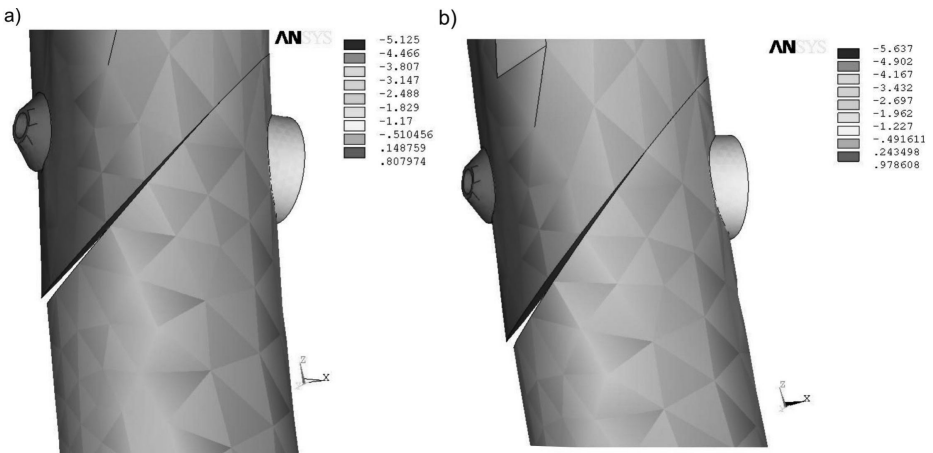 a)
ANSYS
-5.125
-4.466
-3.807
-3.147
-2.488
-1.829
-1.17
-.510456
.148759
.807974
Z
X
b)
ANSYS
-5.637
-4.902
-4.167
-3.432
-2.697
-1.962
-1.227
-.491611
.243498
.978608
Z
X